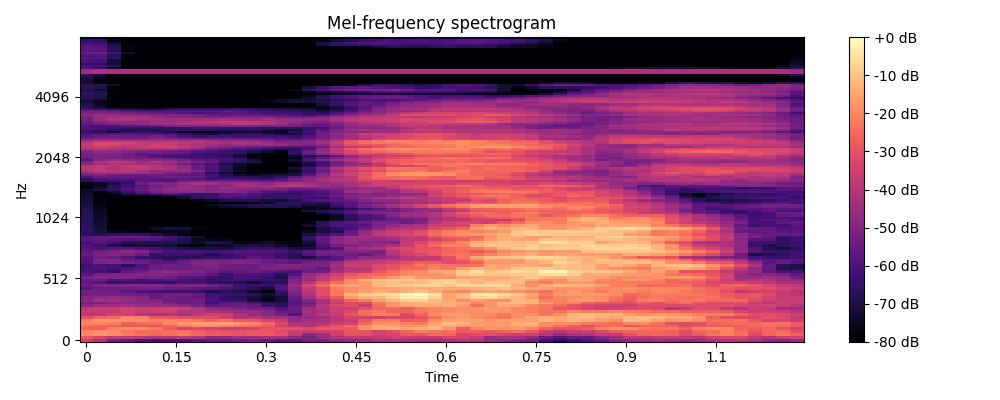 Mel-frequency spectrogram
Hz
4096
2048
1024
512
0
0 0.15 0.3 0.45 0.6 0.75 0.9 1.1
Time
+0 dB
-10 dB
-20 dB
-30 dB
-40 dB
-50 dB
-60 dB
-70 dB
-80 dB